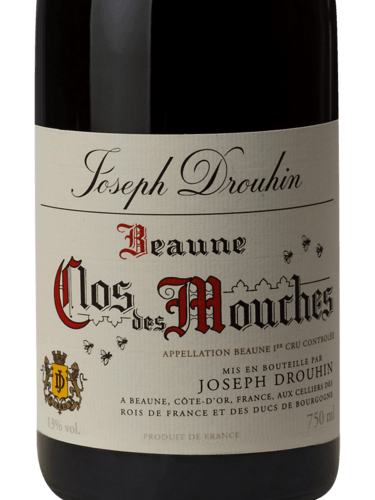 Joseph Drouhin
Beaune
Clos des Mouches
APPELLATION BEAUNE 1ER CRU CONTRÔLÉE
MIS EN BOUTEILLE PAR
JOSEPH DROUHIN
A BEAUNE, CÔTE-D'OR, FRANCE, AUX CELLIERS DES
ROIS DE FRANCE ET DES DUCS DE BOURGOGNE
JD
13% vol.
750 ml
PRODUIT DE FRANCE